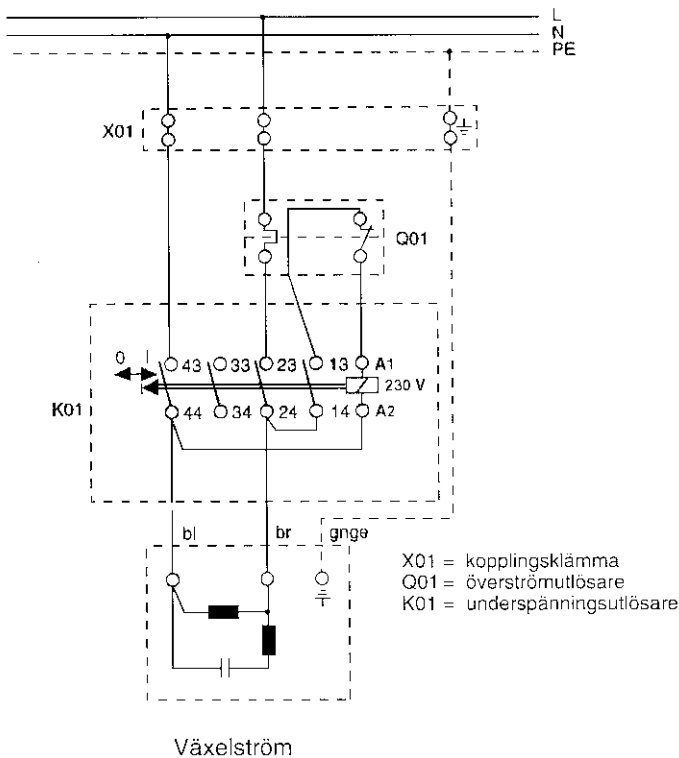 L
N
PE
X01
Q01
0 I 43 33 23 13 A1
230 V
K01
44 34 24 14 A2
bl br gnge
X01 = kopplingsklämma
Q01 = överströmutlösare
K01 = underspänningsutlösare
Växelström